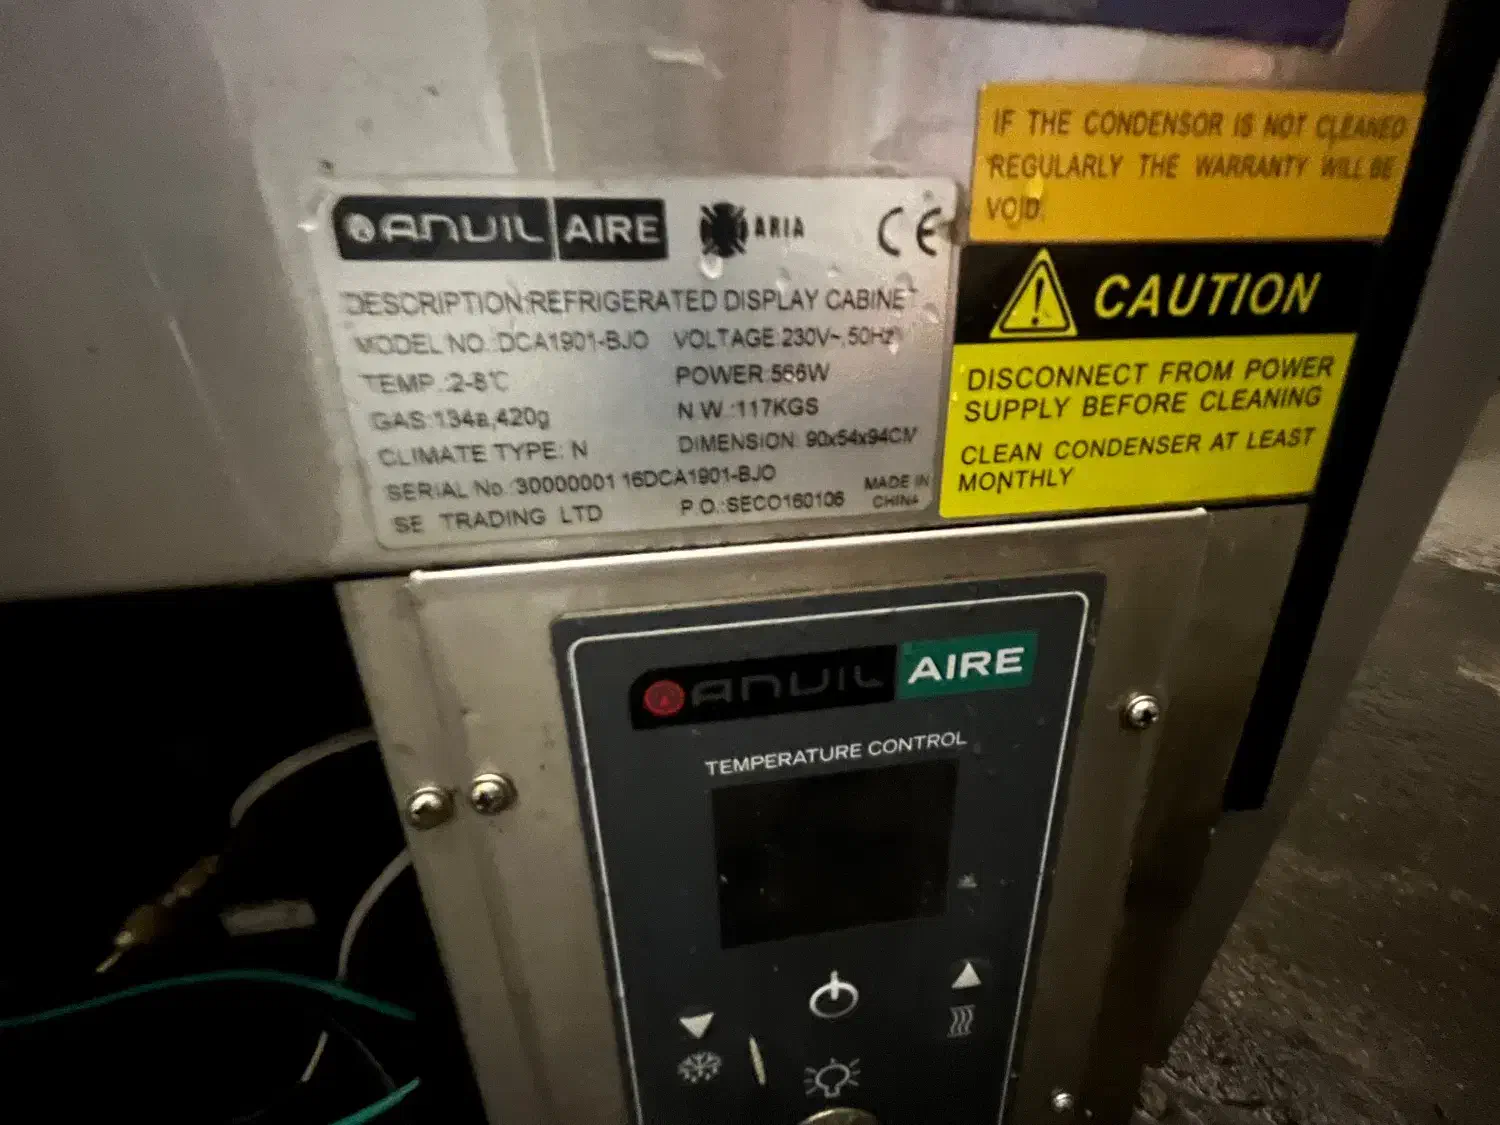 ANVIL AIRE ARIA CE
DESCRIPTION:REFRIGERATED DISPLAY CABINET
MODEL NO.:DCA1901-BJO VOLTAGE:230V~,50Hz
TEMP.:2-8℃ POWER:566W
GAS:134a,420g N.W.:117KGS
CLIMATE TYPE: N DIMENSION: 90x54x94CM
SERIAL No.:30000001 16DCA1901-BJO
SE TRADING LTD P.O.:SECO160106 MADE IN
CHINA
IF THE CONDENSOR IS NOT CLEANED
REGULARLY THE WARRANTY WILL BE
VOID.
CAUTION
DISCONNECT FROM POWER
SUPPLY BEFORE CLEANING
CLEAN CONDENSER AT LEAST
MONTHLY
ANVIL AIRE
TEMPERATURE CONTROL